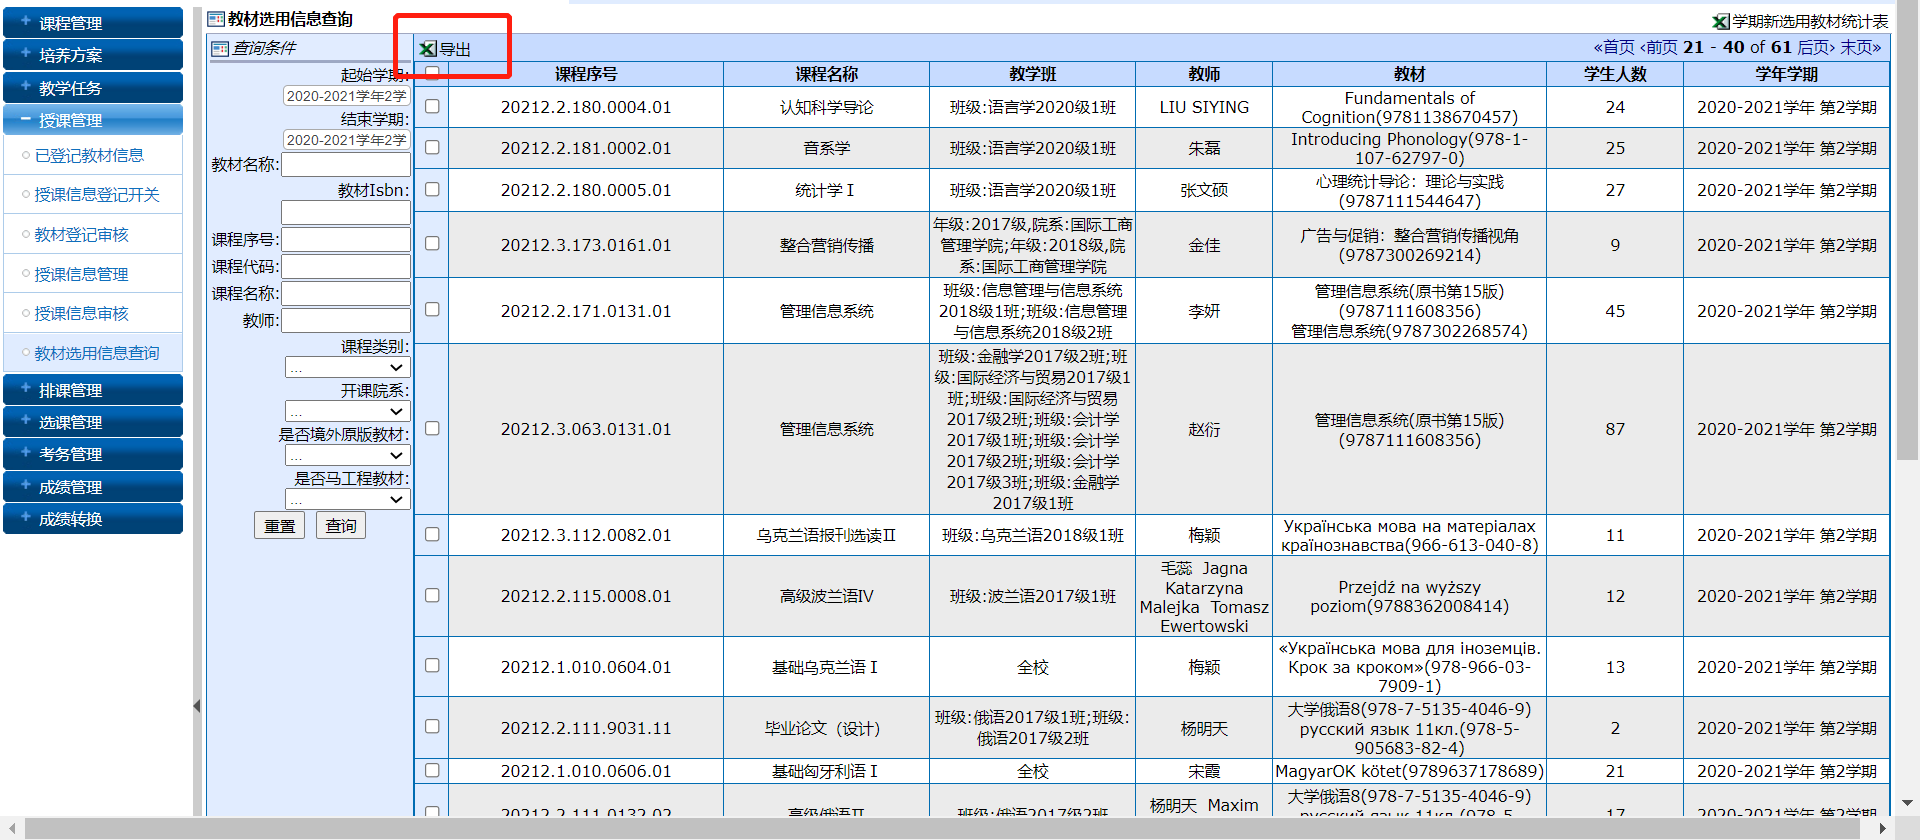 课程管理
培养方案
教学任务
授课管理
已登记教材信息
授课信息登记开关
教材登记审核
授课信息管理
授课信息审核
教材选用信息查询
排课管理
选课管理
考务管理
成绩管理
成绩转换
教材选用信息查询
学期新选用教材统计表
查询条件
起始学期:
2020-2021学年2学
结束学期:
2020-2021学年2学
教材名称:
教材Isbn:
课程序号:
课程代码:
课程名称:
教师:
课程类别:
...
开课院系:
...
是否境外原版教材:
...
是否马工程教材:
...
重置 查询
导出
«首页 ‹前页 21 - 40 of 61 后页› 末页»
课程序号 课程名称 教学班 教师 教材 学生人数 学年学期
20212.2.180.0004.01 认知科学导论 班级:语言学2020级1班 LIU SIYING Fundamentals of
Cognition(9781138670457) 24 2020-2021学年 第2学期
20212.2.181.0002.01 音系学 班级:语言学2020级1班 朱磊 Introducing Phonology(978-1-
107-62797-0) 25 2020-2021学年 第2学期
20212.2.180.0005.01 统计学 I 班级:语言学2020级1班 张文硕 心理统计导论：理论与实践
(9787111544647) 27 2020-2021学年 第2学期
20212.3.173.0161.01 整合营销传播 年级:2017级,院系:国际工商
管理学院;年级:2018级,院
系:国际工商管理学院 金佳 广告与促销：整合营销传播视角
(9787300269214) 9 2020-2021学年 第2学期
20212.2.171.0131.01 管理信息系统 班级:信息管理与信息系统
2018级1班;班级:信息管理
与信息系统2018级2班 李妍 管理信息系统(原书第15版)
(9787111608356)
管理信息系统(9787302268574) 45 2020-2021学年 第2学期
20212.3.063.0131.01 管理信息系统 班级:金融学2017级2班;班
级:国际经济与贸易2017级1
班;班级:国际经济与贸易
2017级2班;班级:会计学
2017级1班;班级:会计学
2017级2班;班级:会计学
2017级3班;班级:金融学
2017级1班 赵衍 管理信息系统(原书第15版)
(9787111608356) 87 2020-2021学年 第2学期
20212.3.112.0082.01 乌克兰语报刊选读II 班级:乌克兰语2018级1班 梅颖 Українська мова на матеріалах
країнознавства(966-613-040-8) 11 2020-2021学年 第2学期
20212.2.115.0008.01 高级波兰语IV 班级:波兰语2017级1班 毛蕊 Jagna
Katarzyna
Malejka Tomasz
Ewertowski Przejdź na wyższy
poziom(9788362008414) 12 2020-2021学年 第2学期
20212.1.010.0604.01 基础乌克兰语 I 全校 梅颖 «Українська мова для іноземців.
Крок за кроком»(978-966-03-
7909-1) 13 2020-2021学年 第2学期
20212.2.111.9031.11 毕业论文（设计） 班级:俄语2017级1班;班级:
俄语2017级2班 杨明天 大学俄语8(978-7-5135-4046-9)
русский язык 11кл.(978-5-
905683-82-4) 2 2020-2021学年 第2学期
20212.1.010.0606.01 基础匈牙利语 I 全校 宋霞 MagyarOK kötet(9789637178689) 21 2020-2021学年 第2学期
20212.2.111.0132.02 高级俄语II 班级:俄语2017级2班 杨明天 Maxim 大学俄语8(978-7-5135-4046-9)
русский язык 11кл.(978-5- 17 2020-2021学年 第2学期